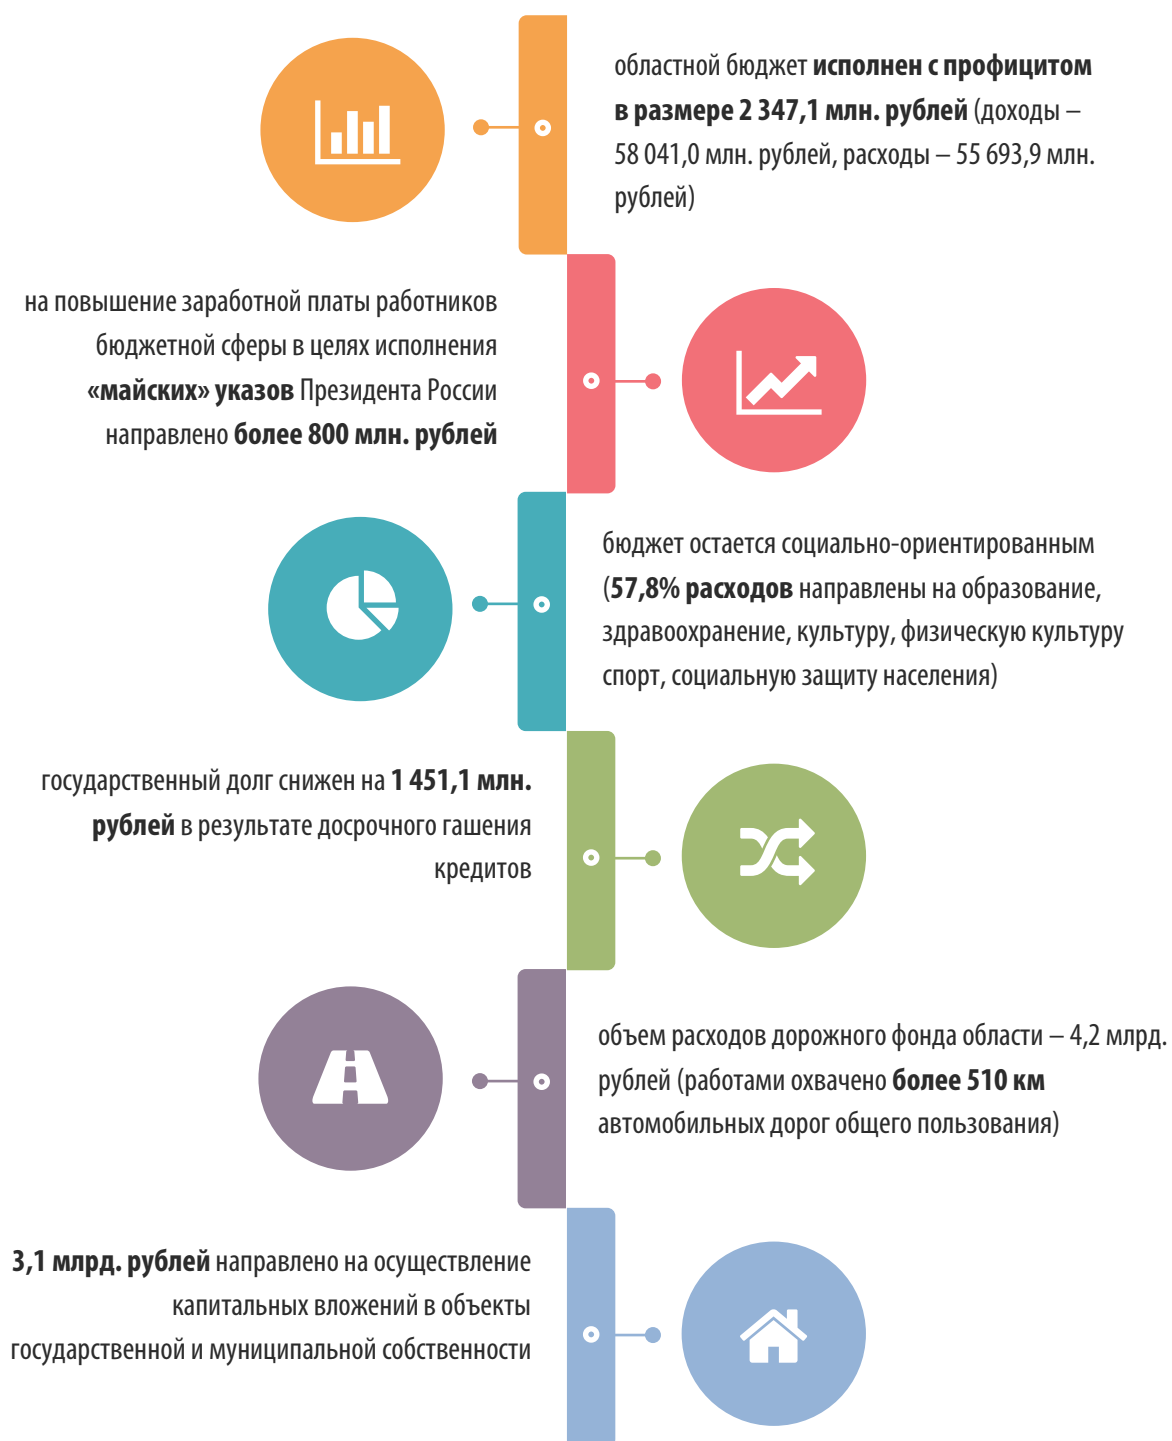 областной бюджет исполнен с профицитом
в размере 2 347,1 млн. рублей (доходы –
58 041,0 млн. рублей, расходы – 55 693,9 млн.
рублей)
на повышение заработной платы работников
бюджетной сферы в целях исполнения
«майских» указов Президента России
направлено более 800 млн. рублей
бюджет остается социально-ориентированным
(57,8% расходов направлены на образование,
здравоохранение, культуру, физическую культуру
спорт, социальную защиту населения)
государственный долг снижен на 1 451,1 млн.
рублей в результате досрочного гашения
кредитов
объем расходов дорожного фонда области – 4,2 млрд.
рублей (работами охвачено более 510 км
автомобильных дорог общего пользования)
3,1 млрд. рублей направлено на осуществление
капитальных вложений в объекты
государственной и муниципальной собственности